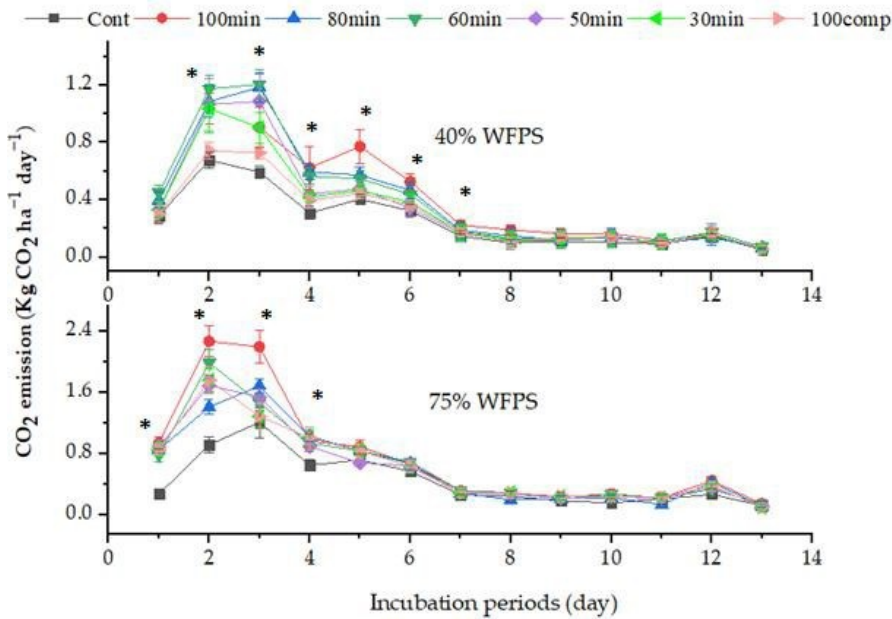 Cont 100min 80min 60min 50min 30min 100comp
CO2 emission (Kg CO2 ha−1 day−1)
1.2
0.8
0.4
0.0
* * * * * *
40% WFPS
0 2 4 6 8 10 12 14
2.4
1.6
0.8
0.0
* * * *
75% WFPS
0 2 4 6 8 10 12 14
Incubation periods (day)